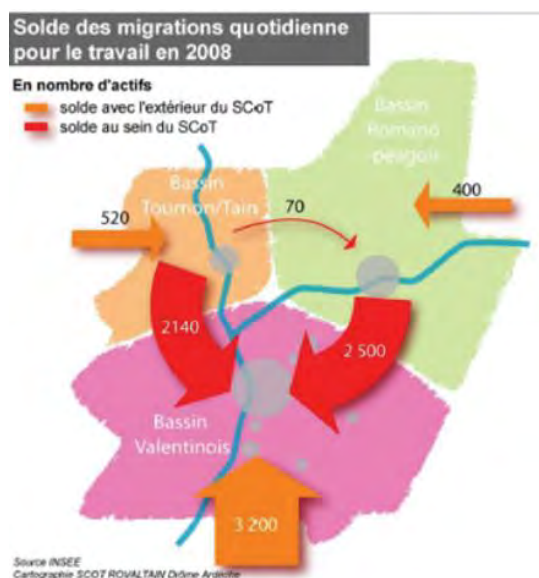 Solde des migrations quotidienne
pour le travail en 2008
En nombre d'actifs
solde avec l'extérieur du SCoT
solde au sein du SCoT
Bassin
Romano
-péageois
Bassin
Tournon/Tain
520
70
400
2140
2 500
Bassin
Valentinois
3 200
Source INSEE
Cartographie SCOT ROVALTAIN Drôme Ardèche